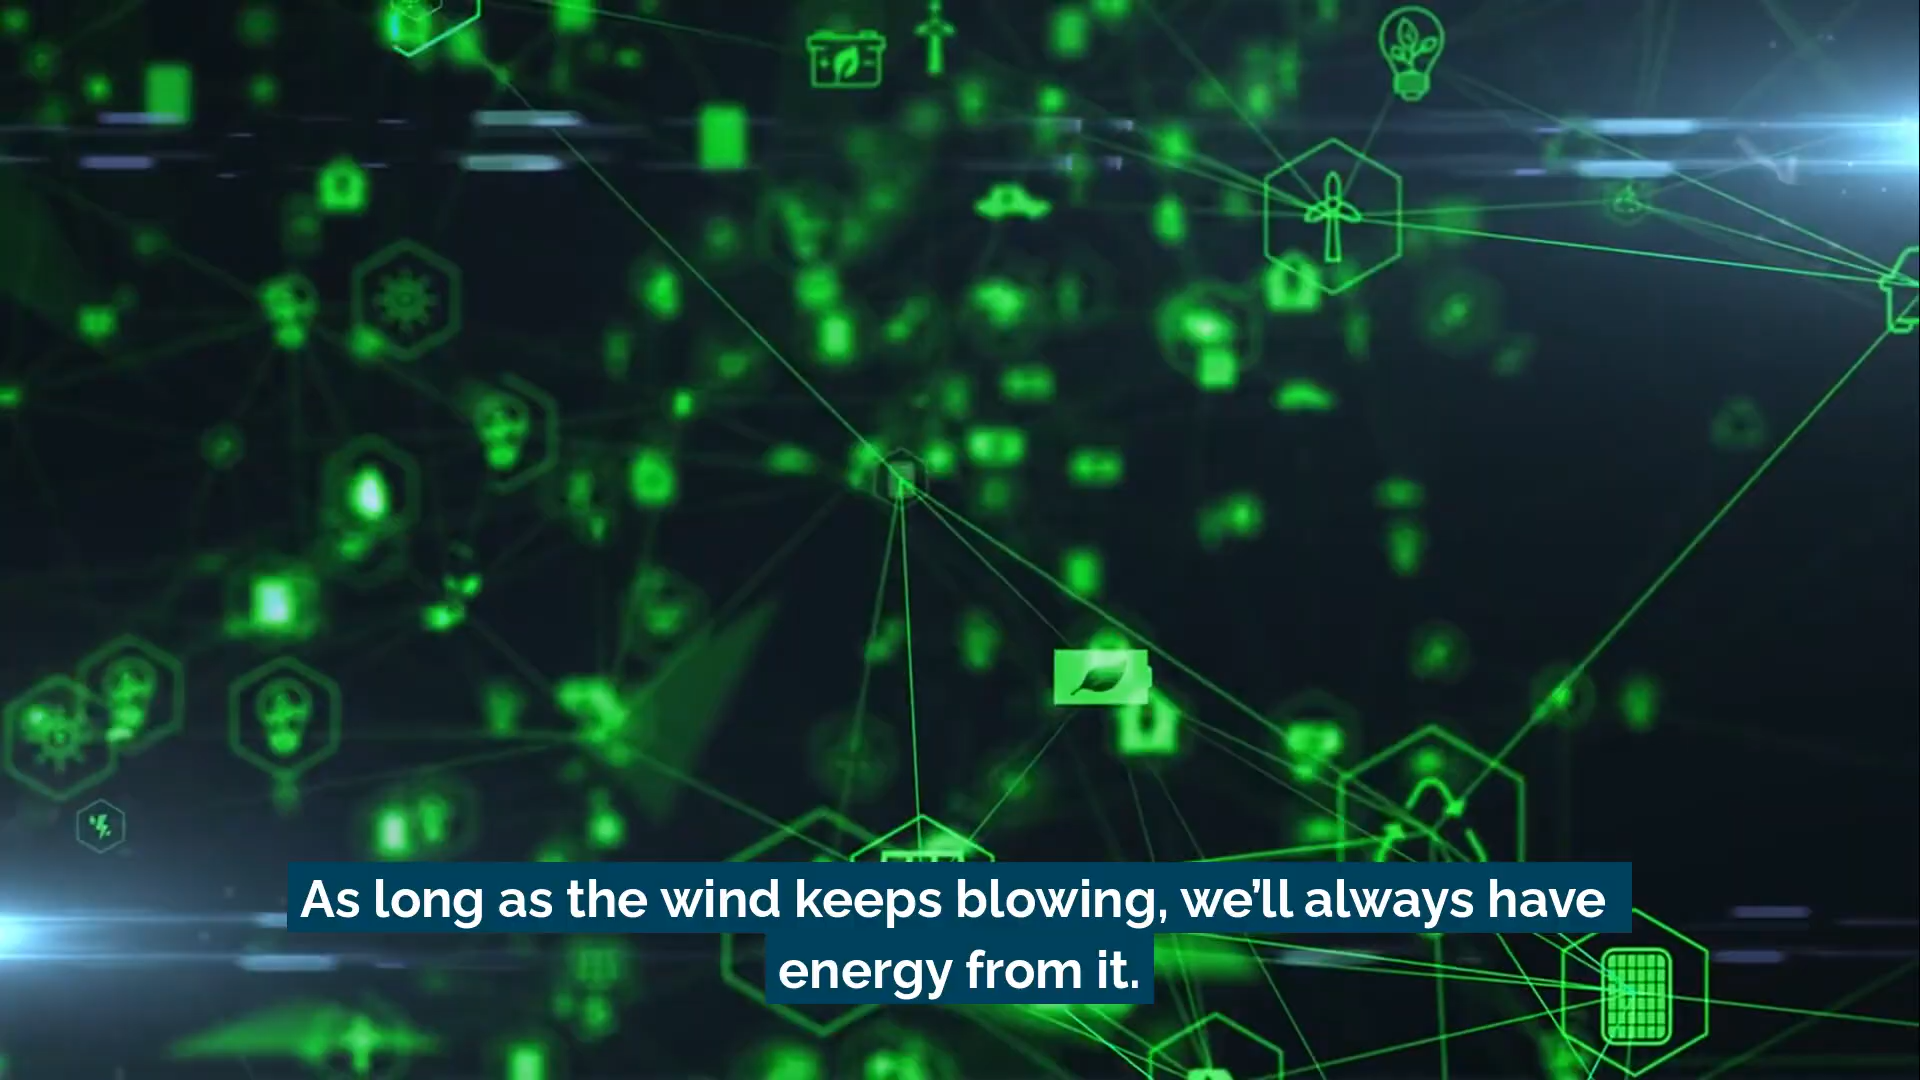 As long as the wind keeps blowing, we’ll always have
energy from it.